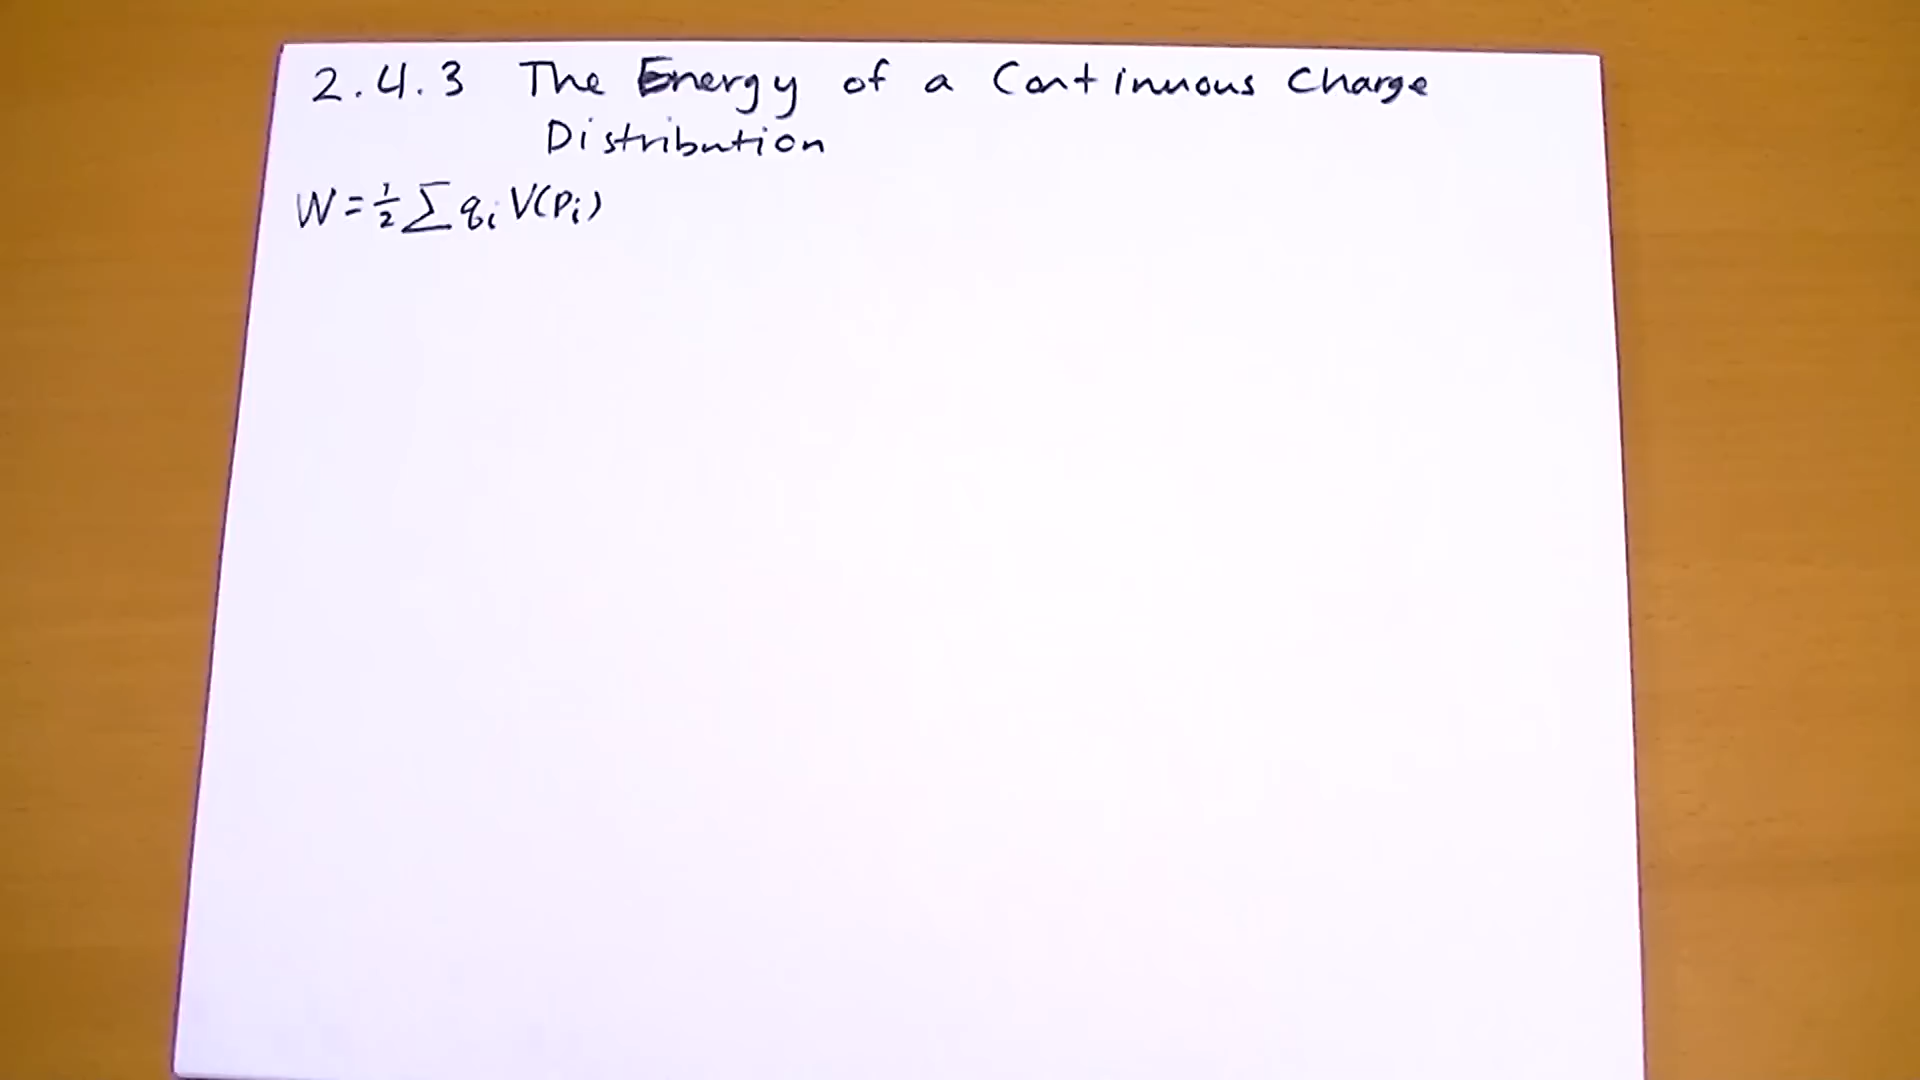 2.4.3 The Energy of a Continuous Charge
Distribution
W = ½ ∑ qᵢ V(pᵢ)